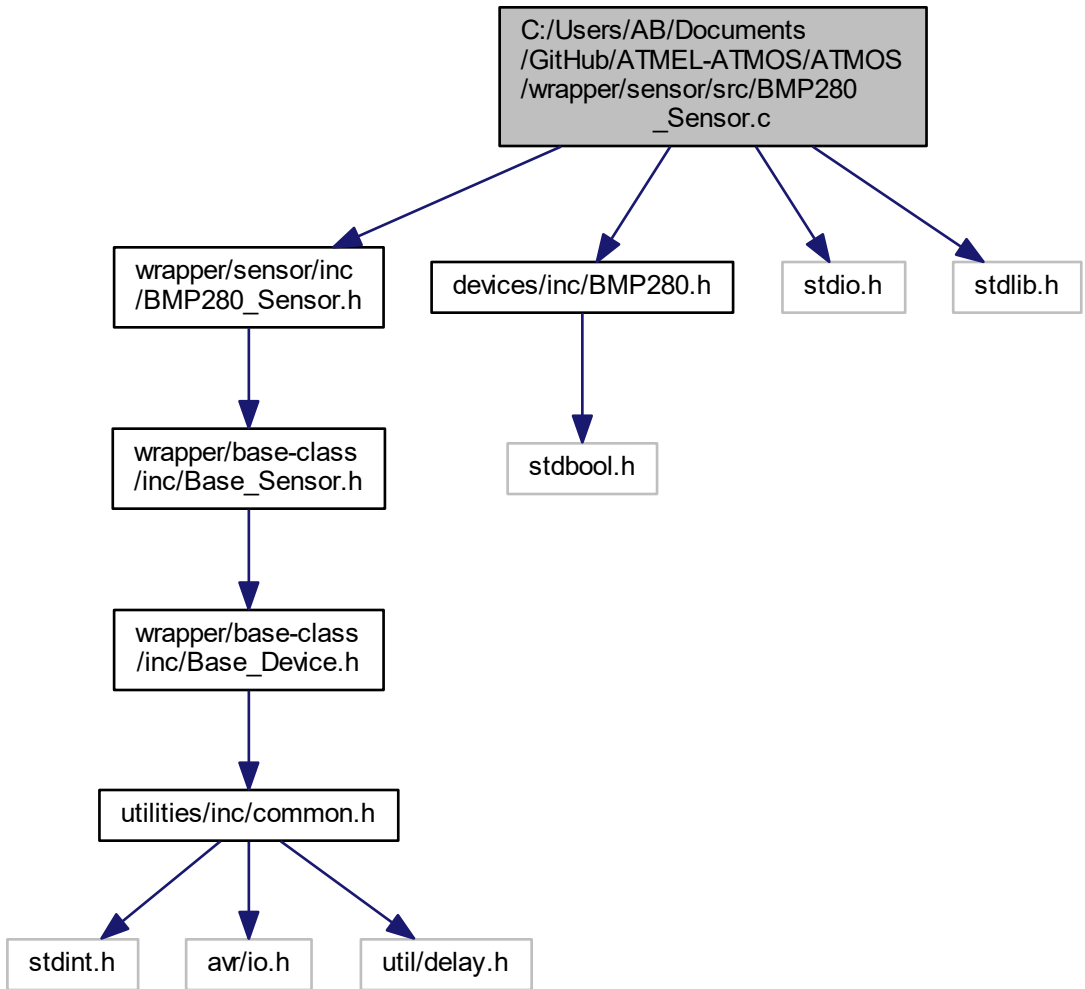 C:/Users/AB/Documents
/GitHub/ATMEL-ATMOS/ATMOS
/wrapper/sensor/src/BMP280
_Sensor.c
wrapper/sensor/inc
/BMP280_Sensor.h
devices/inc/BMP280.h
stdio.h
stdlib.h
wrapper/base-class
/inc/Base_Sensor.h
stdbool.h
wrapper/base-class
/inc/Base_Device.h
utilities/inc/common.h
stdint.h
avr/io.h
util/delay.h